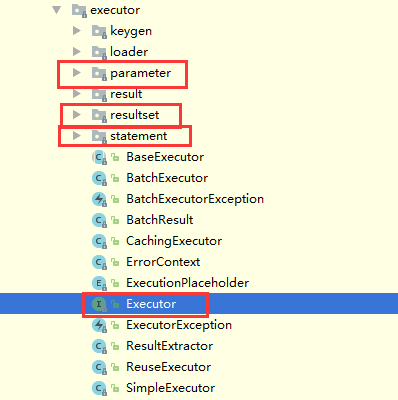 executor
keygen
loader
parameter
result
resultset
statement
BaseExecutor
BatchExecutor
BatchExecutorException
BatchResult
CachingExecutor
ErrorContext
ExecutionPlaceholder
Executor
ExecutorException
ResultExtractor
ReuseExecutor
SimpleExecutor